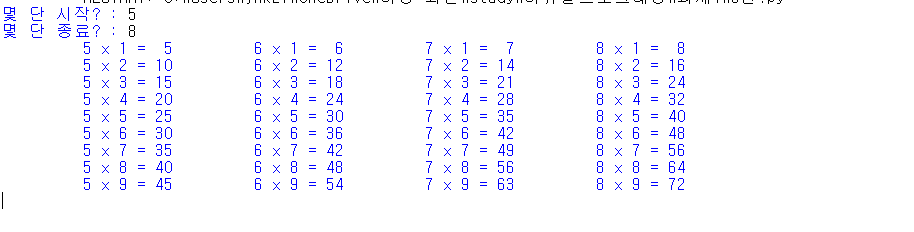 .py
몇 단 시작? : 5
몇 단 종료? : 8
5 x 1 =  5 6 x 1 =  6 7 x 1 =  7 8 x 1 =  8
5 x 2 = 10 6 x 2 = 12 7 x 2 = 14 8 x 2 = 16
5 x 3 = 15 6 x 3 = 18 7 x 3 = 21 8 x 3 = 24
5 x 4 = 20 6 x 4 = 24 7 x 4 = 28 8 x 4 = 32
5 x 5 = 25 6 x 5 = 30 7 x 5 = 35 8 x 5 = 40
5 x 6 = 30 6 x 6 = 36 7 x 6 = 42 8 x 6 = 48
5 x 7 = 35 6 x 7 = 42 7 x 7 = 49 8 x 7 = 56
5 x 8 = 40 6 x 8 = 48 7 x 8 = 56 8 x 8 = 64
5 x 9 = 45 6 x 9 = 54 7 x 9 = 63 8 x 9 = 72